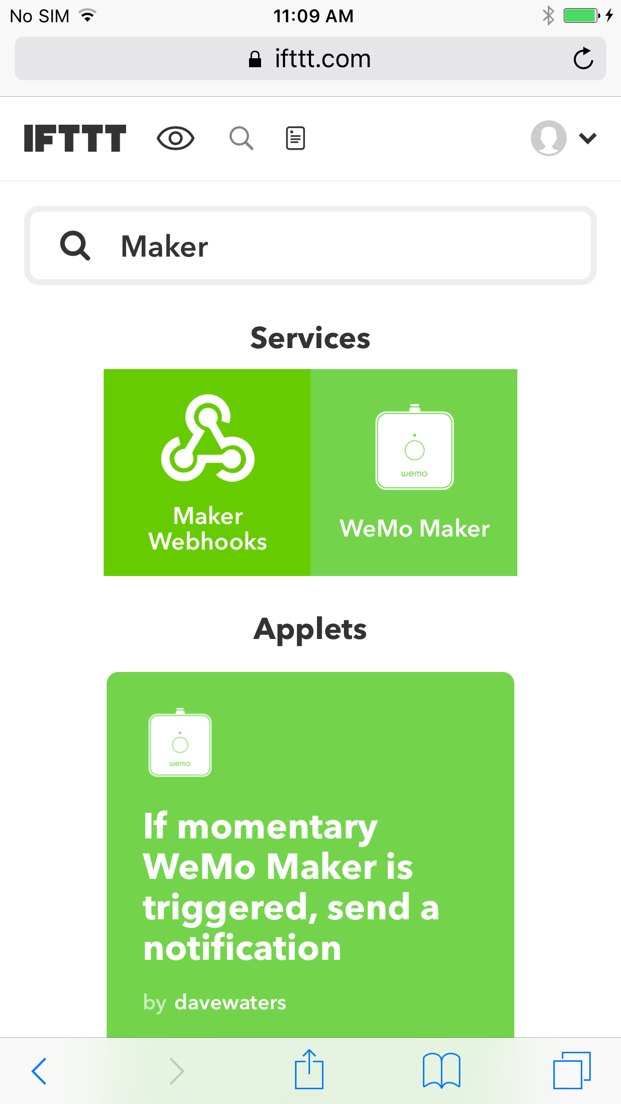 No SIM 11:09 AM
ifttt.com
IFTTT
Maker
Services
Maker
Webhooks
wemo
WeMo Maker
Applets
wemo
If momentary
WeMo Maker is
triggered, send a
notification
by davewaters